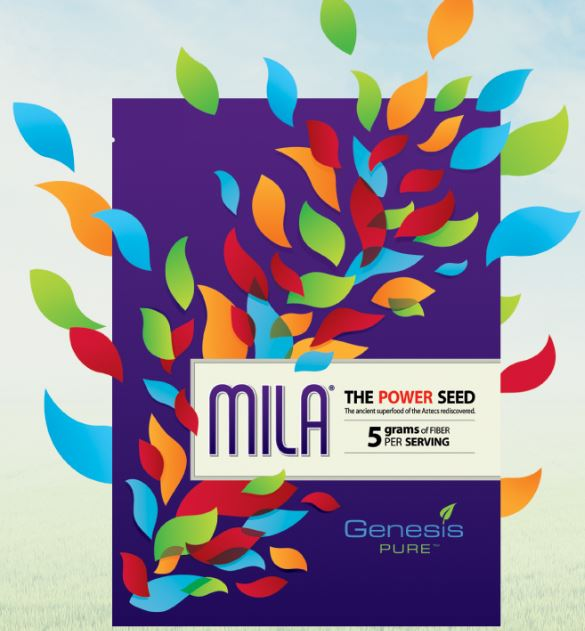 MILA®
THE POWER SEED
The ancient superfood of the Aztecs rediscovered.
5 grams of FIBER
PER SERVING
Genesis
PURE™